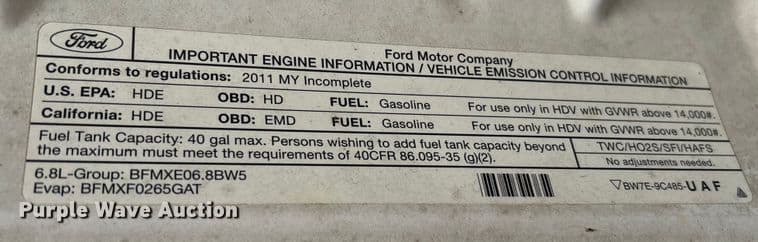 Ford
Ford Motor Company
IMPORTANT ENGINE INFORMATION / VEHICLE EMISSION CONTROL INFORMATION
Conforms to regulations: 2011 MY Incomplete
U.S. EPA: HDE OBD: HD FUEL: Gasoline For use only in HDV with GVWR above 14,000#.
California: HDE OBD: EMD FUEL: Gasoline For use only in HDV with GVWR above 14,000#.
Fuel Tank Capacity: 40 gal max. Persons wishing to add fuel tank capacity beyond
the maximum must meet the requirements of 40CFR 86.095-35 (g)(2).
TWC/HO2S/SFI/HAFS
No adjustments needed.
6.8L-Group: BFMXE06.8BW5
Evap: BFMXF0265GAT
BW7E-9C485-UAF
Purple Wave Auction